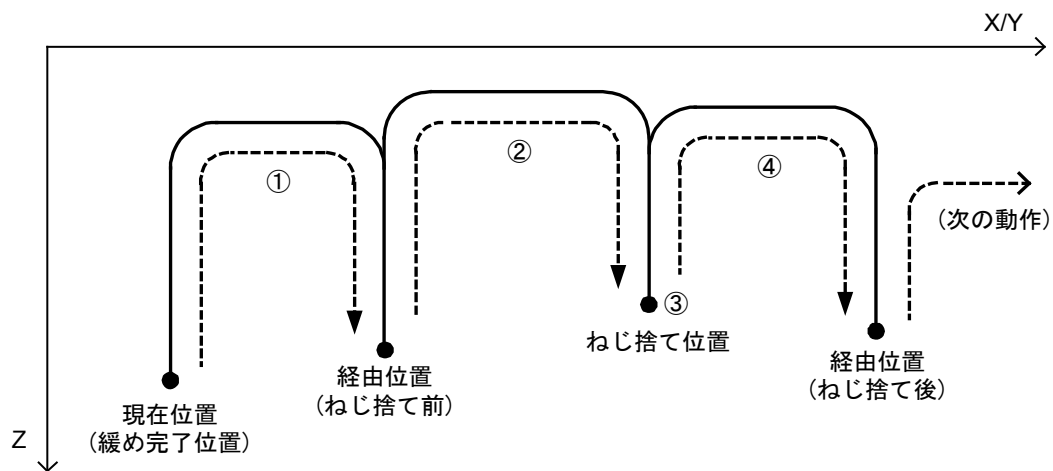 X/Y
①
②
④
(次の動作)
③
ねじ捨て位置
経由位置
(ねじ捨て前)
経由位置
(ねじ捨て後)
現在位置
(緩め完了位置)
Z